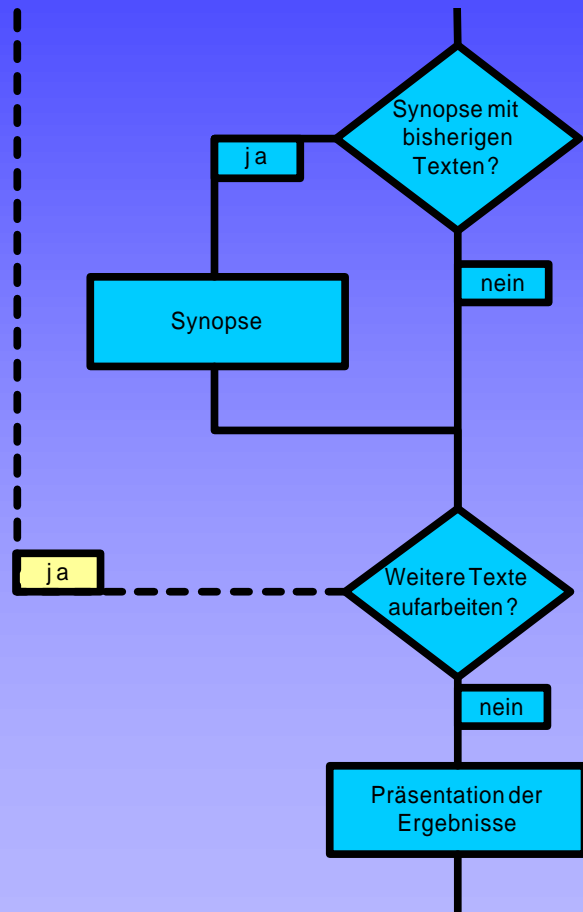 Synopse mit
bisherigen
Texten?
ja
nein
Synopse
ja
Weitere Texte
aufarbeiten?
nein
Präsentation der
Ergebnisse